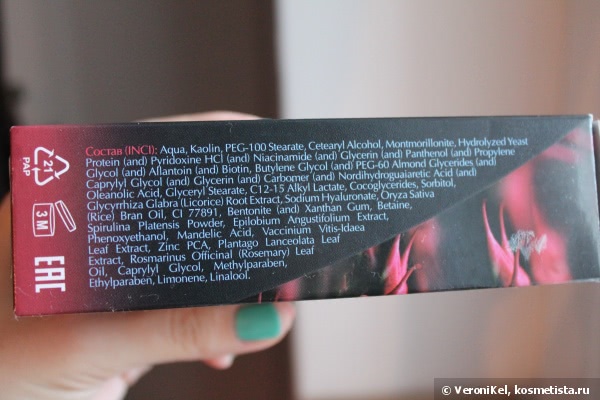 Состав (INCI): Aqua, Kaolin, PEG-100 Stearate, Cetearyl Alcohol, Montmorillonite, Hydrolyzed Yeast
Protein (and) Pyridoxine HCl (and) Niacinamide (and) Glycerin (and) Panthenol (and) Propylene
Glycol (and) Allantoin (and) Biotin, Butylene Glycol (and) PEG-60 Almond Glycerides (and)
Caprylyl Glycol (and) Glycerin (and) Carbomer (and) Nordihydroguaiaretic Acid (and)
Oleanolic Acid, Glyceryl Stearate, C12-15 Alkyl Lactate, Cocoglycerides, Sorbitol,
Glycyrrhiza Glabra (Licorice) Root Extract, Sodium Hyaluronate, Oryza Sativa
(Rice) Bran Oil, CI 77891, Bentonite (and) Xanthan Gum, Betaine,
Spirulina Platensis Powder, Epilobium Angustifolium Extract,
Phenoxyethanol, Mandelic Acid, Vaccinium Vitis-Idaea
Leaf Extract, Zinc PCA, Plantago Lanceolata Leaf
Extract, Rosmarinus Officinal (Rosemary) Leaf
Oil, Caprylyl Glycol, Methylparaben,
Ethylparaben, Limonene, Linalool.
21
PAP
3 M
EAC
© VeroniKel, kosmetista.ru